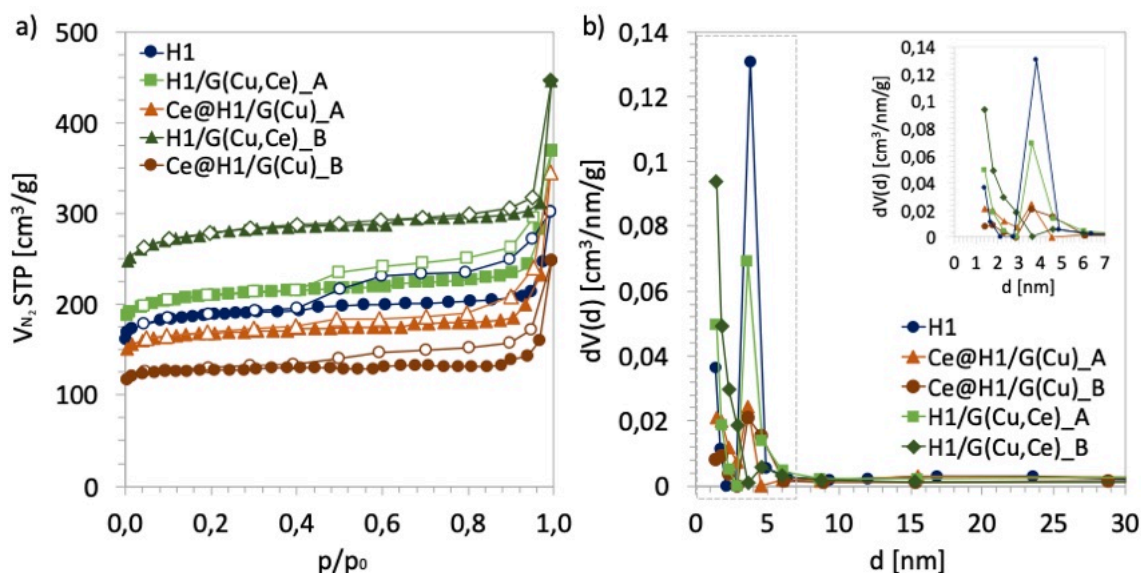 a)
500
400
300
200
100
0
V_N₂ STP [cm³/g]
H1
H1/G(Cu,Ce)_A
Ce@H1/G(Cu)_A
H1/G(Cu,Ce)_B
Ce@H1/G(Cu)_B
0,0 0,2 0,4 0,6 0,8 1,0
p/p₀
b)
0,14
0,12
0,1
0,08
0,06
0,04
0,02
0
dV(d) [cm³/nm/g]
0,14
0,12
0,1
0,08
0,06
0,04
0,02
0
dV(d) [cm³/nm/g]
0 1 2 3 4 5 6 7
d [nm]
H1
Ce@H1/G(Cu)_A
Ce@H1/G(Cu)_B
H1/G(Cu,Ce)_A
H1/G(Cu,Ce)_B
0 5 10 15 20 25 30
d [nm]